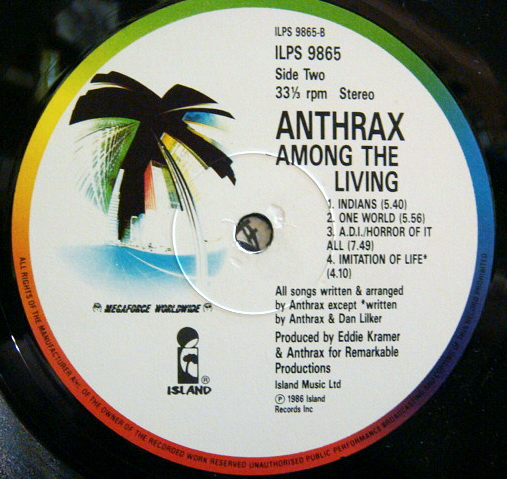 ILPS 9865-B
ILPS 9865
Side Two
33⅓ rpm Stereo
ANTHRAX
AMONG THE
LIVING
1. INDIANS (5.40)
2. ONE WORLD (5.56)
3. A.D.I./HORROR OF IT
ALL (7.49)
4. IMITATION OF LIFE*
(4.10)
All songs written & arranged
by Anthrax except *written
by Anthrax & Dan Lilker
Produced by Eddie Kramer
& Anthrax for Remarkable
Productions
Island Music Ltd
Ⓟ 1986 Island
Records Inc
MEGAFORCE WORLDWIDE
ISLAND®
ALL RIGHTS OF THE MANUFACTURER AND OF THE OWNER OF THE RECORDED WORK RESERVED UNAUTHORISED PUBLIC PERFORMANCE BROADCASTING AND COPYING OF THIS RECORD PROHIBITED